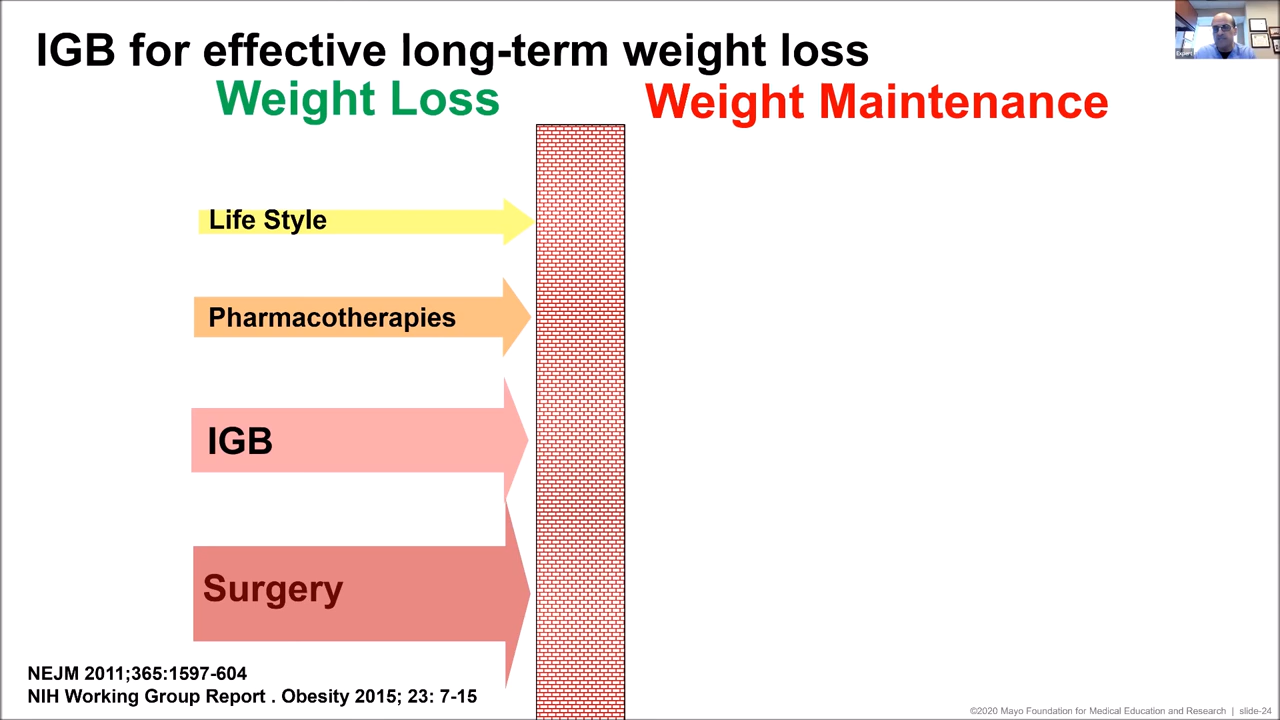 IGB for effective long-term weight loss
Weight Loss
Weight Maintenance
Life Style
Pharmacotherapies
IGB
Surgery
NEJM 2011;365:1597-604
NIH Working Group Report . Obesity 2015; 23: 7-15
©2020 Mayo Foundation for Medical Education and Research | slide-24
Expert